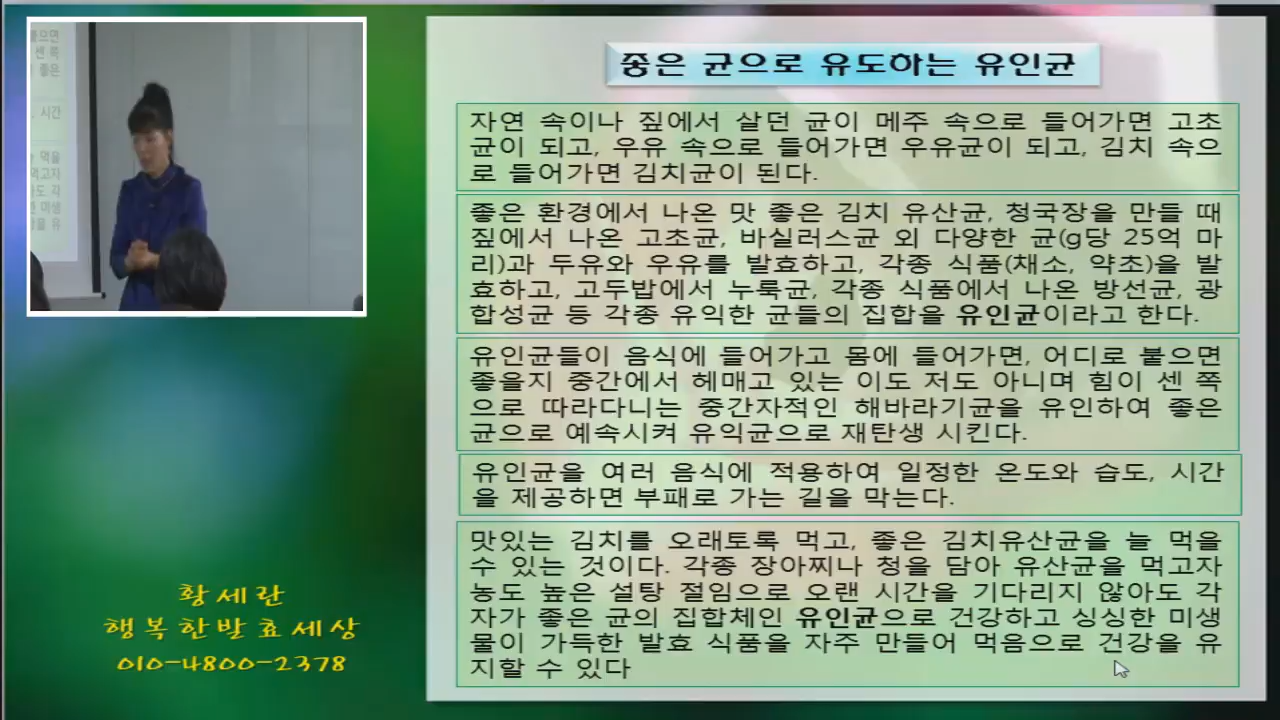 좋은 균으로 유도하는 유인균
자연 속이나 짚에서 살던 균이 메주 속으로 들어가면 고초
균이 되고, 우유 속으로 들어가면 우유균이 되고, 김치 속으
로 들어가면 김치균이 된다.
좋은 환경에서 나온 맛 좋은 김치 유산균, 청국장을 만들 때
짚에서 나온 고초균, 바실러스균 외 다양한 균(g당 25억 마
리)과 두유와 우유를 발효하고, 각종 식품(채소, 약초)을 발
효하고, 고두밥에서 누룩균, 각종 식품에서 나온 방선균, 광
합성균 등 각종 유익한 균들의 집합을 유인균이라고 한다.
유인균들이 음식에 들어가고 몸에 들어가면, 어디로 붙으면
좋을지 중간에서 헤매고 있는 이도 저도 아니며 힘이 센 쪽
으로 따라다니는 중간자적인 해바라기균을 유인하여 좋은
균으로 예속시켜 유익균으로 재탄생 시킨다.
유인균을 여러 음식에 적용하여 일정한 온도와 습도, 시간
을 제공하면 부패로 가는 길을 막는다.
맛있는 김치를 오래토록 먹고, 좋은 김치유산균을 늘 먹을
수 있는 것이다. 각종 장아찌나 청을 담아 유산균을 먹고자
농도 높은 설탕 절임으로 오랜 시간을 기다리지 않아도 각
자가 좋은 균의 집합체인 유인균으로 건강하고 싱싱한 미생
물이 가득한 발효 식품을 자주 만들어 먹음으로 건강을 유
지할 수 있다
황세란
행복한발효세상
010-4800-2378